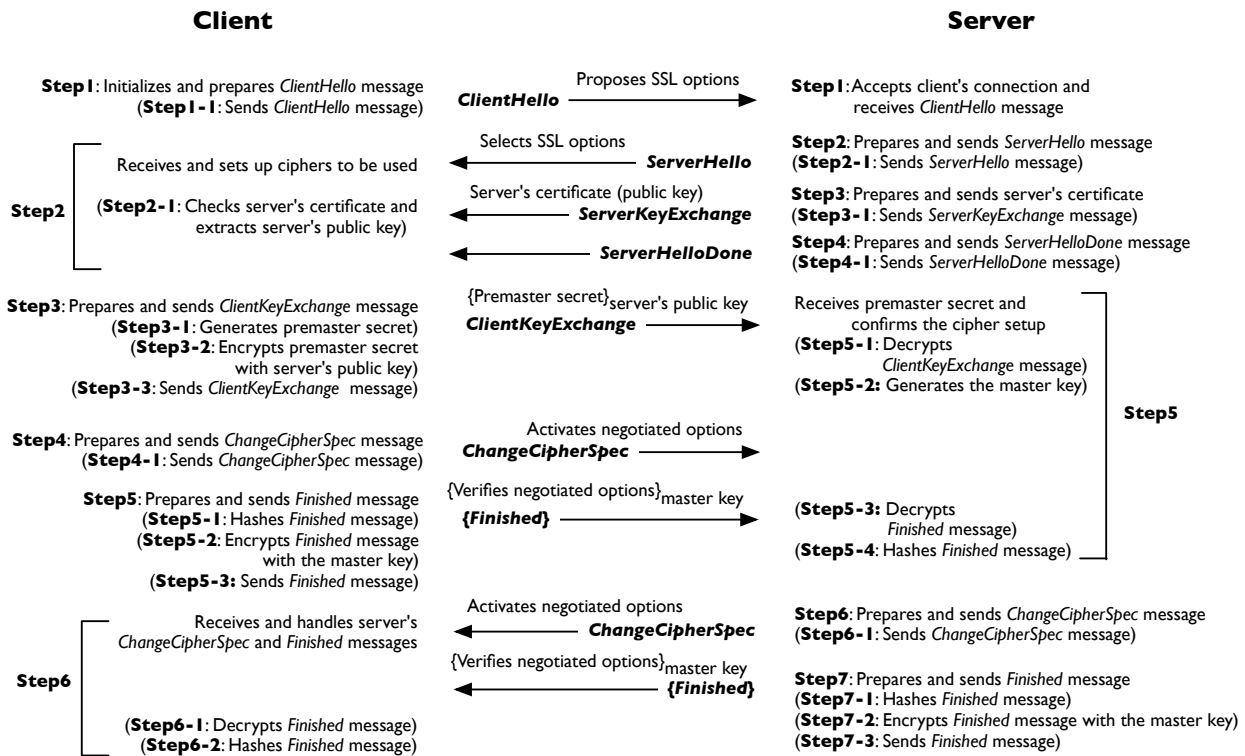 Client
Server
Step1: Initializes and prepares ClientHello message
(Step1-1: Sends ClientHello message)
Proposes SSL options
ClientHello
Step1: Accepts client's connection and
receives ClientHello message
Receives and sets up ciphers to be used
Step2
(Step2-1: Checks server's certificate and
extracts server's public key)
Selects SSL options
ServerHello
Step2: Prepares and sends ServerHello message
(Step2-1: Sends ServerHello message)
Server's certificate (public key)
ServerKeyExchange
Step3: Prepares and sends server's certificate
(Step3-1: Sends ServerKeyExchange message)
ServerHelloDone
Step4: Prepares and sends ServerHelloDone message
(Step4-1: Sends ServerHelloDone message)
Step3: Prepares and sends ClientKeyExchange message
(Step3-1: Generates premaster secret)
(Step3-2: Encrypts premaster secret
with server's public key)
(Step3-3: Sends ClientKeyExchange message)
{Premaster secret}server's public key
ClientKeyExchange
Receives premaster secret and
confirms the cipher setup
(Step5-1: Decrypts
ClientKeyExchange message)
(Step5-2: Generates the master key)
Step5
Step4: Prepares and sends ChangeCipherSpec message
(Step4-1: Sends ChangeCipherSpec message)
Activates negotiated options
ChangeCipherSpec
Step5: Prepares and sends Finished message
(Step5-1: Hashes Finished message)
(Step5-2: Encrypts Finished message
with the master key)
(Step5-3: Sends Finished message)
{Verifies negotiated options}master key
{Finished}
(Step5-3: Decrypts
Finished message)
(Step5-4: Hashes Finished message)
Receives and handles server's
ChangeCipherSpec and Finished messages
Step6
(Step6-1: Decrypts Finished message)
(Step6-2: Hashes Finished message)
Activates negotiated options
ChangeCipherSpec
Step6: Prepares and sends ChangeCipherSpec message
(Step6-1: Sends ChangeCipherSpec message)
{Verifies negotiated options}master key
{Finished}
Step7: Prepares and sends Finished message
(Step7-1: Hashes Finished message)
(Step7-2: Encrypts Finished message with the master key)
(Step7-3: Sends Finished message)